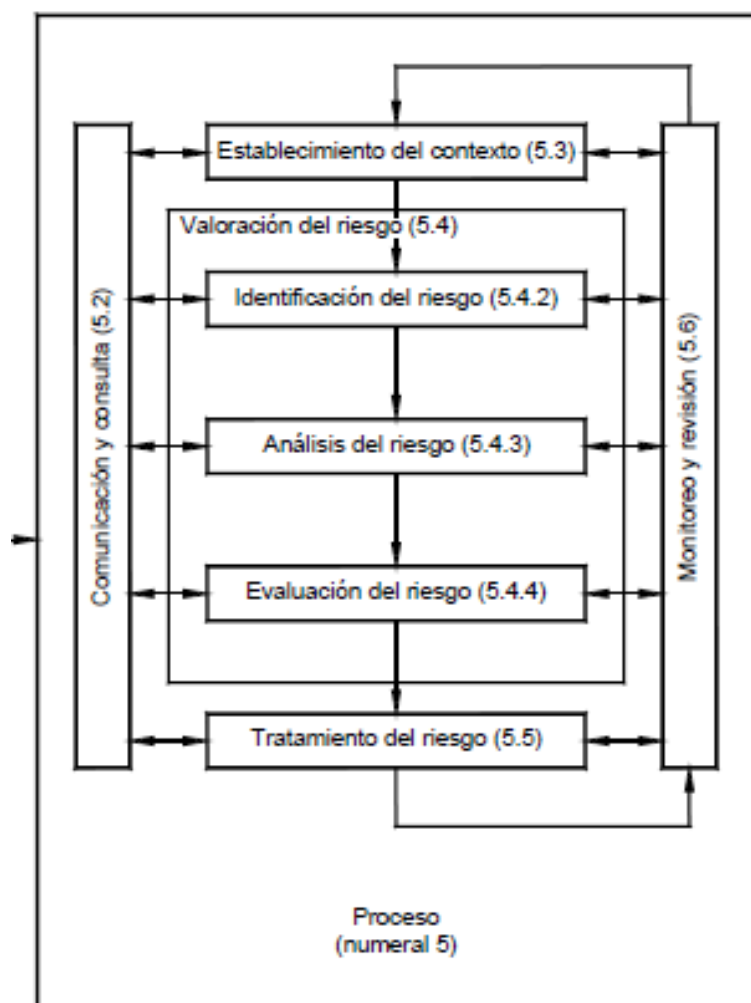 Establecimiento del contexto (5.3)
Valoración del riesgo (5.4)
Identificación del riesgo (5.4.2)
Análisis del riesgo (5.4.3)
Evaluación del riesgo (5.4.4)
Tratamiento del riesgo (5.5)
Comunicación y consulta (5.2)
Monitoreo y revisión (5.6)
Proceso
(numeral 5)